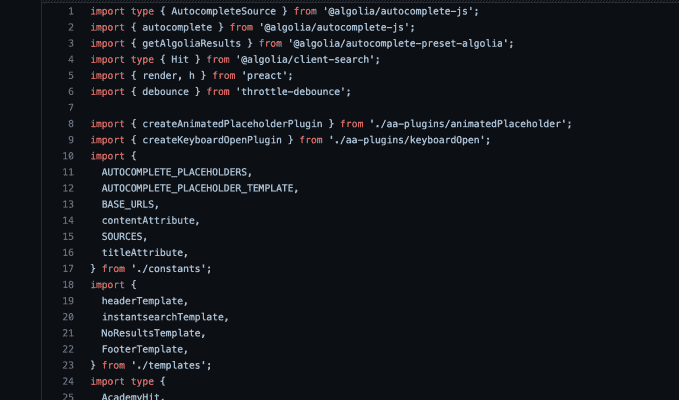 1 import type { AutocompleteSource } from '@algolia/autocomplete-js';
2 import { autocomplete } from '@algolia/autocomplete-js';
3 import { getAlgoliaResults } from '@algolia/autocomplete-preset-algolia';
4 import type { Hit } from '@algolia/client-search';
5 import { render, h } from 'preact';
6 import { debounce } from 'throttle-debounce';
7
8 import { createAnimatedPlaceholderPlugin } from './aa-plugins/animatedPlaceholder';
9 import { createKeyboardOpenPlugin } from './aa-plugins/keyboardOpen';
10 import {
11 AUTOCOMPLETE_PLACEHOLDERS,
12 AUTOCOMPLETE_PLACEHOLDER_TEMPLATE,
13 BASE_URLS,
14 contentAttribute,
15 SOURCES,
16 titleAttribute,
17 } from './constants';
18 import {
19 headerTemplate,
20 instantsearchTemplate,
21 NoResultsTemplate,
22 FooterTemplate,
23 } from './templates';
24 import type {
25 AcademyHit,